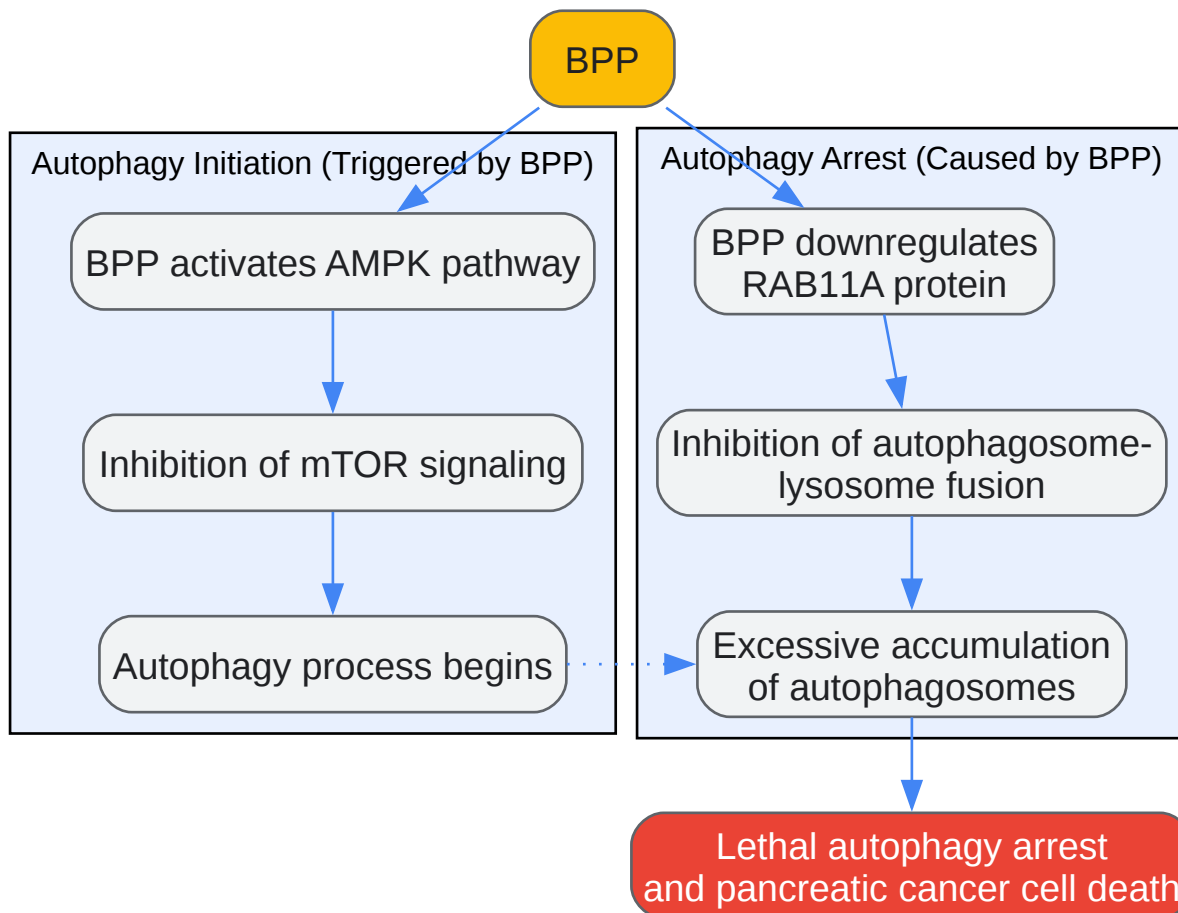 BPP
Autophagy Initiation (Triggered by BPP)
BPP activates AMPK pathway
Inhibition of mTOR signaling
Autophagy process begins
Autophagy Arrest (Caused by BPP)
BPP downregulates
RAB11A protein
Inhibition of autophagosome-
lysosome fusion
Excessive accumulation
of autophagosomes
Lethal autophagy arrest
and pancreatic cancer cell death